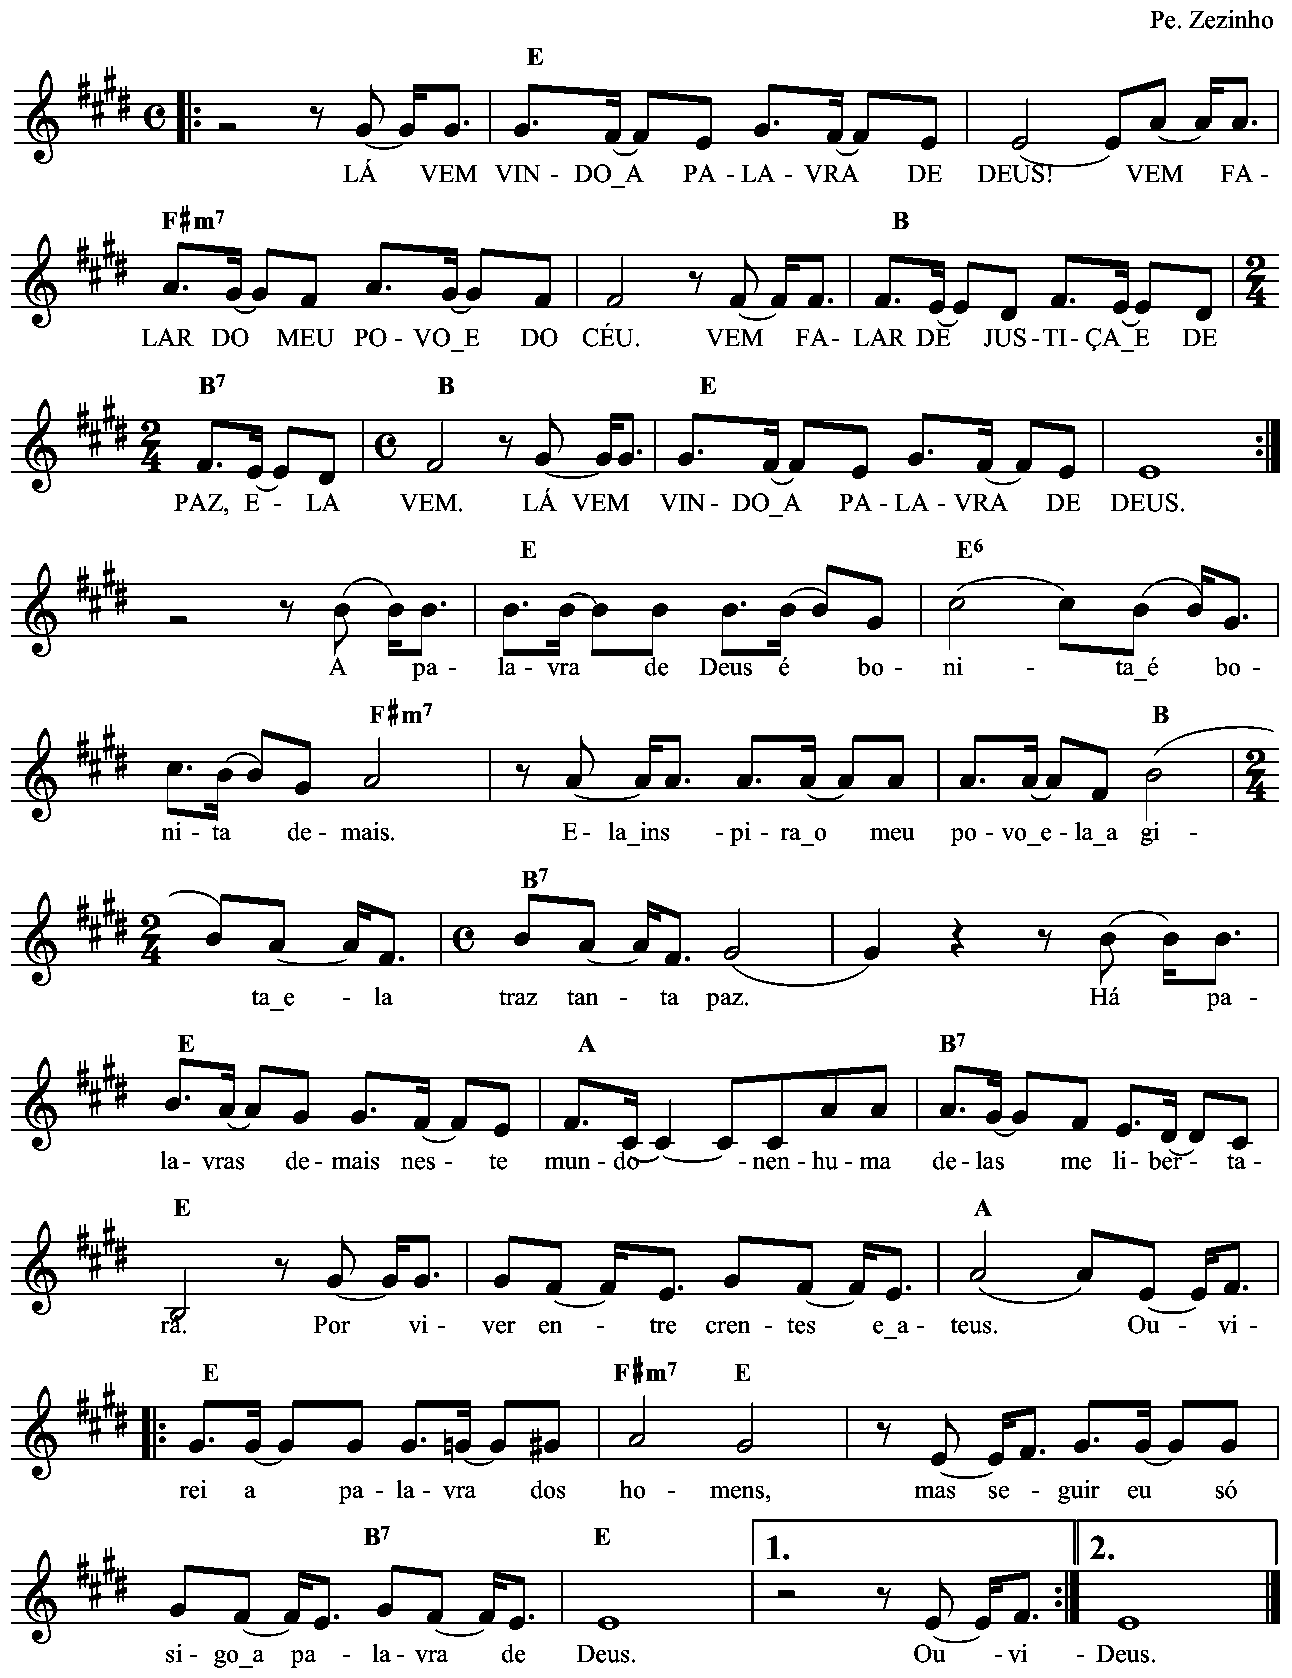 Pe. Zezinho
E
LÁ VEM VIN- DO_A PA - LA - VRA DE DEUS! VEM FA -
F#m7 B
LAR DO MEU PO - VO_E DO CÉU. VEM FA - LAR DE JUS - TI - ÇA_E DE
B7 B E
PAZ, E - LA VEM. LÁ VEM VIN - DO_A PA - LA - VRA DE DEUS.
E E6
A pa - la - vra de Deus é bo - ni - ta_é bo -
F#m7 B
ni - ta de - mais. E - la_ins - pi - ra_o meu po - vo_e - la_a gi -
B7
ta_e - la traz tan - ta paz. Há pa -
E A B7
la - vras de - mais nes - te mun - do - nen - hu - ma de - las me li - ber - ta -
E A
rá. Por vi - ver en - tre cren - tes e_a - teus. Ou - vi -
E F#m7 E
rei a pa - la - vra dos ho - mens, mas se - guir eu só
B7 E 1. 2.
si - go_a pa - la - vra de Deus. Ou - vi - Deus.